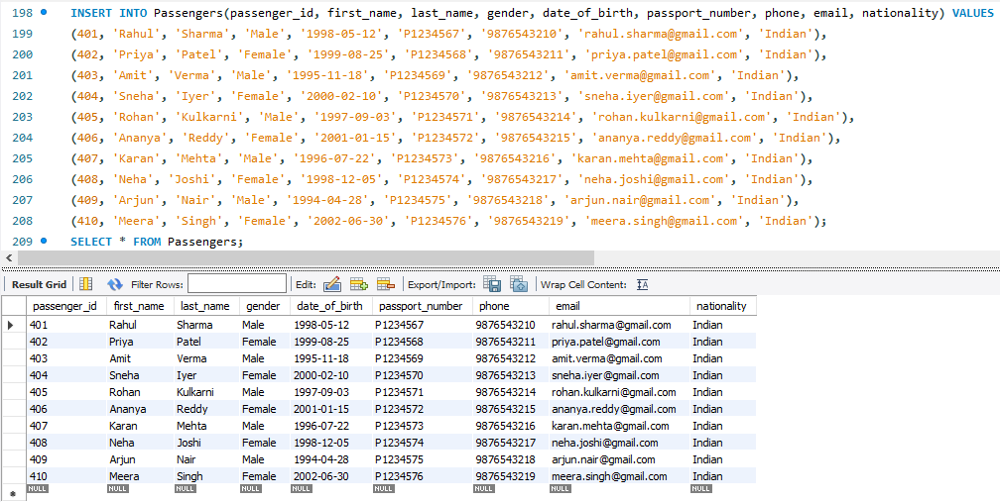 198 INSERT INTO Passengers(passenger_id, first_name, last_name, gender, date_of_birth, passport_number, phone, email, nationality) VALUES
199 (401, 'Rahul', 'Sharma', 'Male', '1998-05-12', 'P1234567', '9876543210', 'rahul.sharma@gmail.com', 'Indian'),
200 (402, 'Priya', 'Patel', 'Female', '1999-08-25', 'P1234568', '9876543211', 'priya.patel@gmail.com', 'Indian'),
201 (403, 'Amit', 'Verma', 'Male', '1995-11-18', 'P1234569', '9876543212', 'amit.verma@gmail.com', 'Indian'),
202 (404, 'Sneha', 'Iyer', 'Female', '2000-02-10', 'P1234570', '9876543213', 'sneha.iyer@gmail.com', 'Indian'),
203 (405, 'Rohan', 'Kulkarni', 'Male', '1997-09-03', 'P1234571', '9876543214', 'rohan.kulkarni@gmail.com', 'Indian'),
204 (406, 'Ananya', 'Reddy', 'Female', '2001-01-15', 'P1234572', '9876543215', 'ananya.reddy@gmail.com', 'Indian'),
205 (407, 'Karan', 'Mehta', 'Male', '1996-07-22', 'P1234573', '9876543216', 'karan.mehta@gmail.com', 'Indian'),
206 (408, 'Neha', 'Joshi', 'Female', '1998-12-05', 'P1234574', '9876543217', 'neha.joshi@gmail.com', 'Indian'),
207 (409, 'Arjun', 'Nair', 'Male', '1994-04-28', 'P1234575', '9876543218', 'arjun.nair@gmail.com', 'Indian'),
208 (410, 'Meera', 'Singh', 'Female', '2002-06-30', 'P1234576', '9876543219', 'meera.singh@gmail.com', 'Indian');
209 SELECT * FROM Passengers;
Result Grid Filter Rows: Edit: Export/Import: Wrap Cell Content: IA
passenger_id first_name last_name gender date_of_birth passport_number phone email nationality
401 Rahul Sharma Male 1998-05-12 P1234567 9876543210 rahul.sharma@gmail.com Indian
402 Priya Patel Female 1999-08-25 P1234568 9876543211 priya.patel@gmail.com Indian
403 Amit Verma Male 1995-11-18 P1234569 9876543212 amit.verma@gmail.com Indian
404 Sneha Iyer Female 2000-02-10 P1234570 9876543213 sneha.iyer@gmail.com Indian
405 Rohan Kulkarni Male 1997-09-03 P1234571 9876543214 rohan.kulkarni@gmail.com Indian
406 Ananya Reddy Female 2001-01-15 P1234572 9876543215 ananya.reddy@gmail.com Indian
407 Karan Mehta Male 1996-07-22 P1234573 9876543216 karan.mehta@gmail.com Indian
408 Neha Joshi Female 1998-12-05 P1234574 9876543217 neha.joshi@gmail.com Indian
409 Arjun Nair Male 1994-04-28 P1234575 9876543218 arjun.nair@gmail.com Indian
410 Meera Singh Female 2002-06-30 P1234576 9876543219 meera.singh@gmail.com Indian
NULL NULL NULL NULL NULL NULL NULL NULL NULL